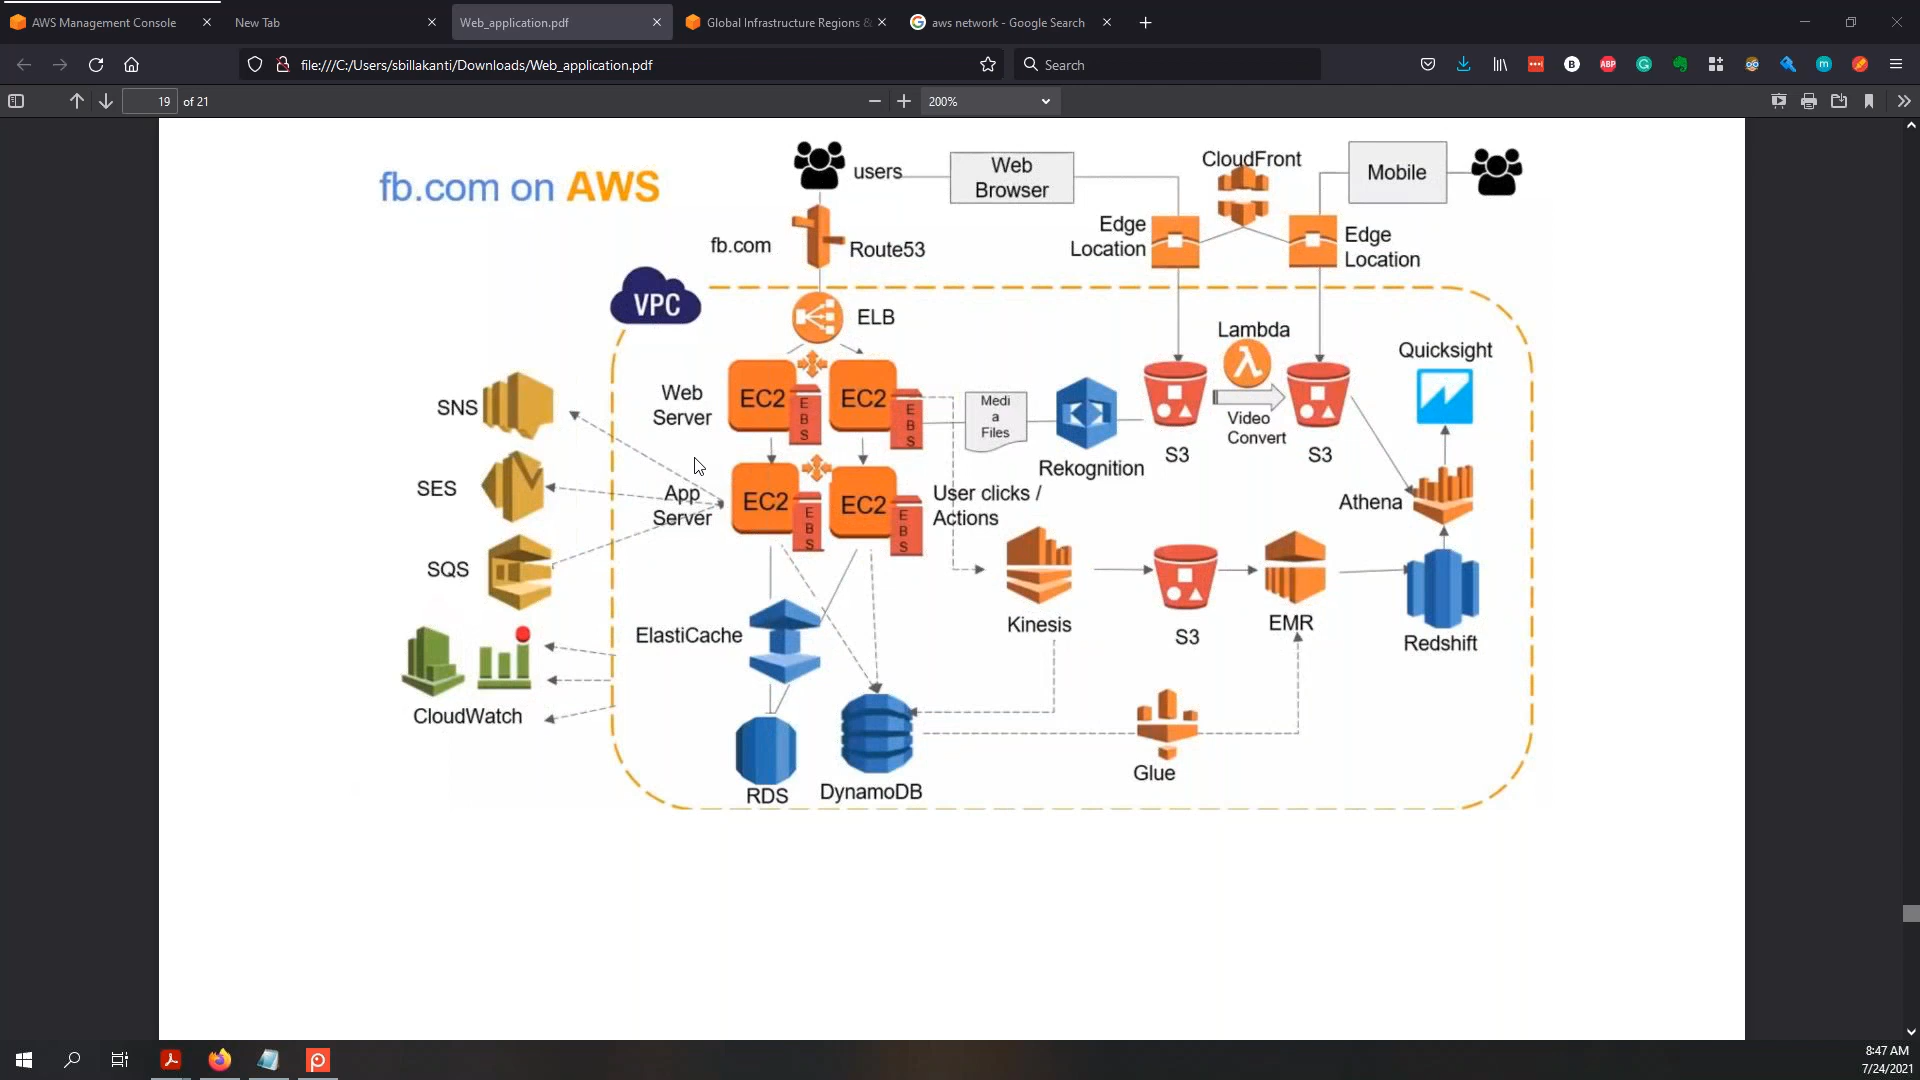 AWS Management Console
New Tab
Web_application.pdf
Global Infrastructure Regions &
aws network - Google Search
file:///C:/Users/sbillakanti/Downloads/Web_application.pdf
Search
19 of 21
200%
fb.com on AWS
users
Web
Browser
CloudFront
Mobile
fb.com
Route53
Edge
Location
Edge
Location
VPC
ELB
Lambda
Quicksight
SNS
Web
Server
EC2
EBS
EC2
EBS
Medi
a
Files
Rekognition
S3
Video
Convert
S3
SES
App
Server
EC2
EBS
EC2
EBS
User clicks /
Actions
Athena
SQS
Kinesis
S3
EMR
Redshift
ElastiCache
CloudWatch
RDS
DynamoDB
Glue
ABP
8:47 AM
7/24/2021